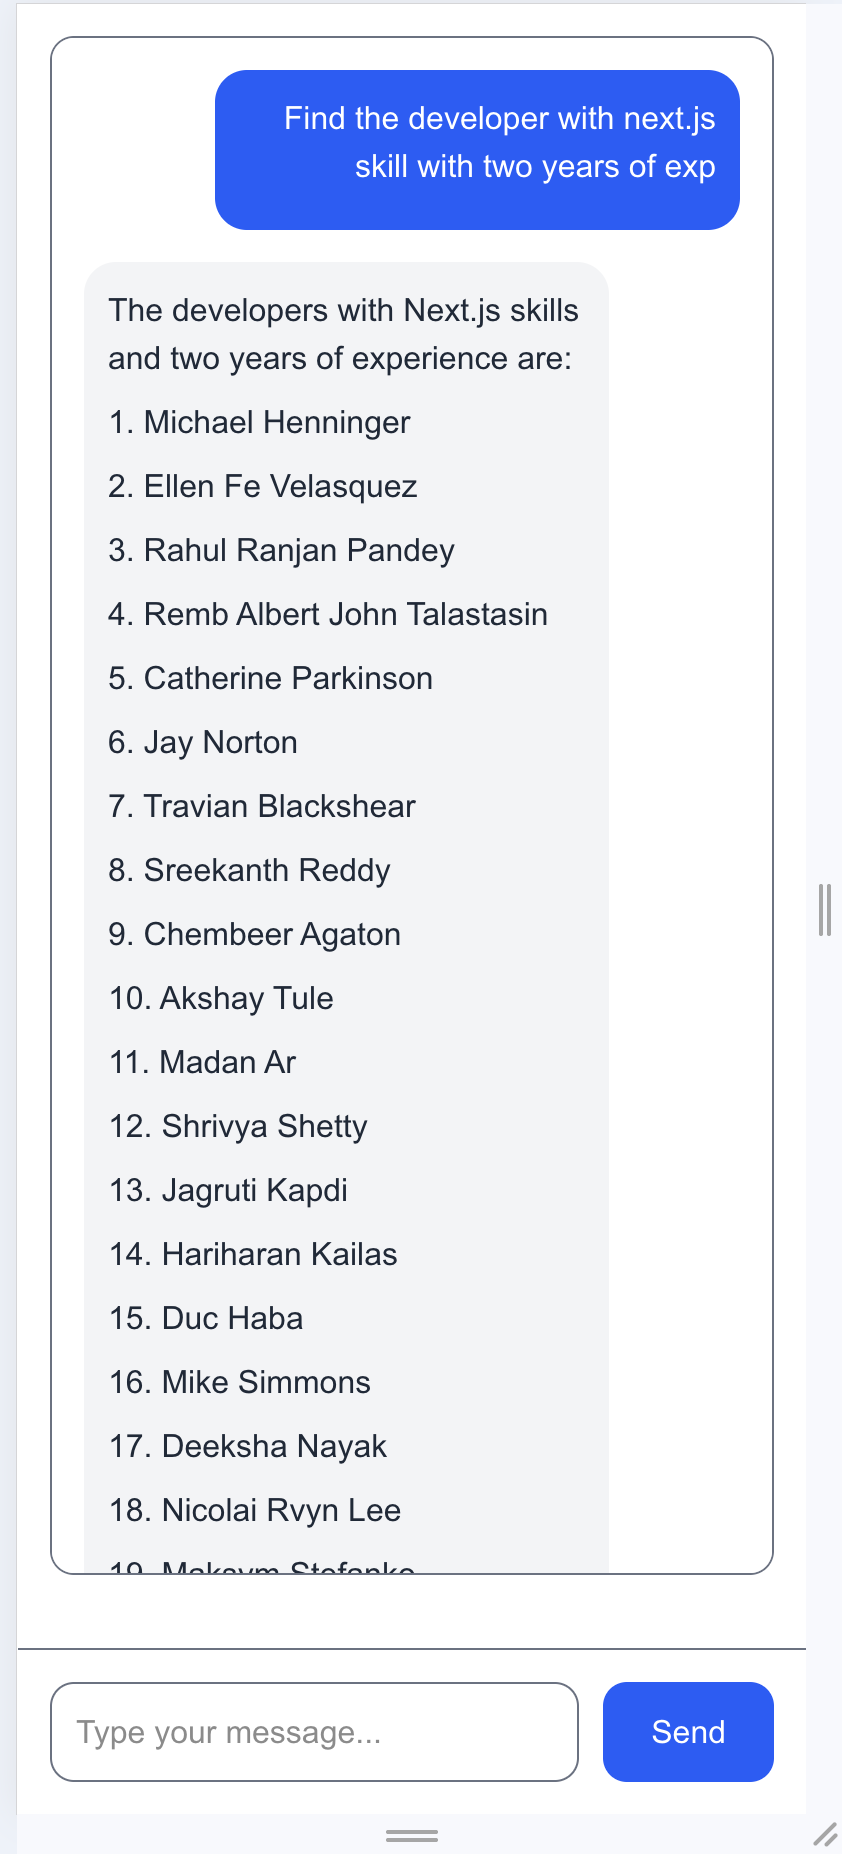 Find the developer with next.js
skill with two years of exp
The developers with Next.js skills
and two years of experience are:
1. Michael Henninger
2. Ellen Fe Velasquez
3. Rahul Ranjan Pandey
4. Remb Albert John Talastasin
5. Catherine Parkinson
6. Jay Norton
7. Travian Blackshear
8. Sreekanth Reddy
9. Chembeer Agaton
10. Akshay Tule
11. Madan Ar
12. Shrivya Shetty
13. Jagruti Kapdi
14. Hariharan Kailas
15. Duc Haba
16. Mike Simmons
17. Deeksha Nayak
18. Nicolai Rvyn Lee
19. Maksym Stefanko
Type your message...
Send